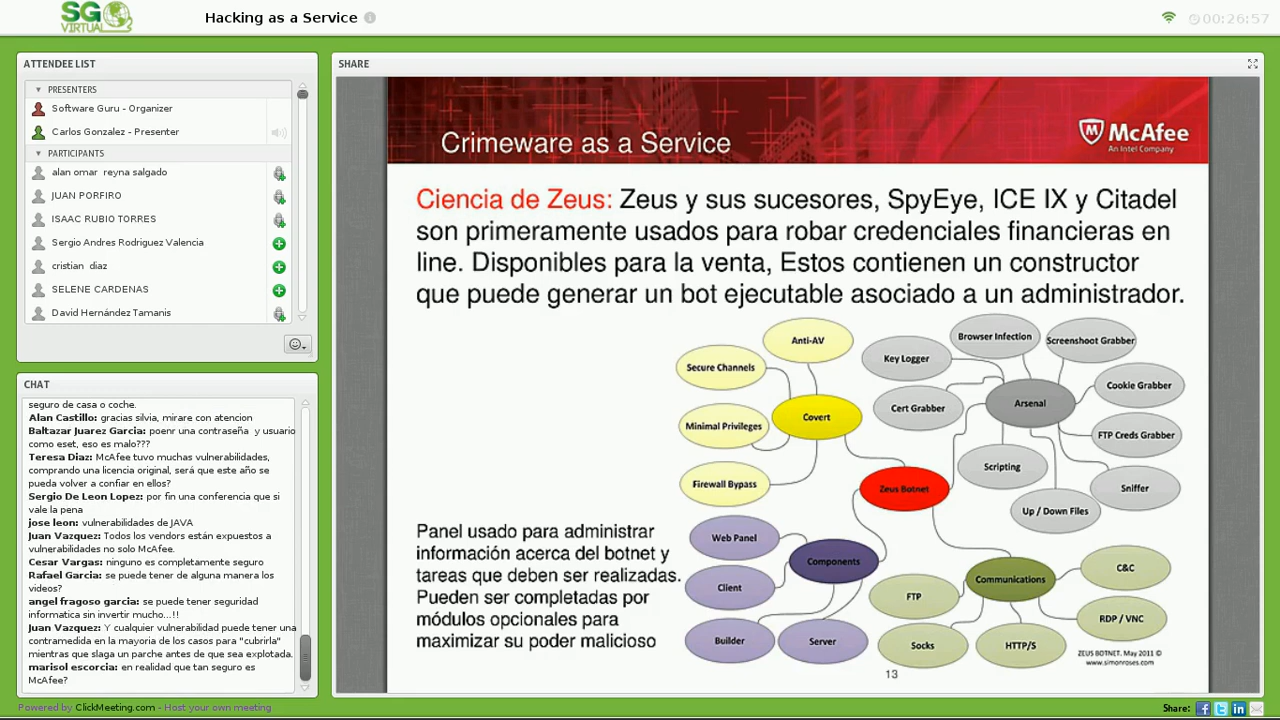 SG
VIRTUAL
Hacking as a Service
00:26:57
ATTENDEE LIST
PRESENTERS
Software Guru - Organizer
Carlos Gonzalez - Presenter
PARTICIPANTS
alan omar reyna salgado
JUAN PORFIRO
ISAAC RUBIO TORRES
Sergio Andres Rodriguez Valencia
cristian diaz
SELENE CARDENAS
David Hernández Tamanis
CHAT
seguro de casa o coche.
Alan Castillo: gracias silvia, mirare con atencion
Baltazar Juarez Garcia: poenr una contraseña y usuario
como eset, eso es malo???
Teresa Diaz: McAfee tuvo muchas vulnerabilidades,
comprando una licencia original, será que este año se
pueda volver a confiar en ellos?
Sergio De Leon Lopez: por fin una conferencia que si
vale la pena
jose leon: vulnerabilidades de JAVA
Juan Vazquez: Todos los vendors están expuestos a
vulnerabilidades no solo McAfee.
Cesar Vargas: ninguno es completamente seguro
Rafael Garcia: se puede tener de alguna manera los
videos?
angel fragoso garcia: se puede tener seguridad
informatica sin invertir mucho...!!
Juan Vazquez: Y cualquier vulnerabilidad puede tener una
contramedida en la mayoria de los casos para "cubrirla"
mientras que slaga un parche antes de que sea explotada.
marisol escorcia: en realidad que tan seguro es
McAfee?
SHARE
Crimeware as a Service
McAfee
An Intel Company
Ciencia de Zeus: Zeus y sus sucesores, SpyEye, ICE IX y Citadel
son primeramente usados para robar credenciales financieras en
line. Disponibles para la venta, Estos contienen un constructor
que puede generar un bot ejecutable asociado a un administrador.
Anti-AV
Secure Channels
Covert
Minimal Privileges
Firewall Bypass
Browser Infection
Screenshoot Grabber
Key Logger
Cookie Grabber
Arsenal
Cert Grabber
FTP Creds Grabber
Scripting
Sniffer
Up / Down Files
Zeus Botnet
Panel usado para administrar
información acerca del botnet y
tareas que deben ser realizadas.
Pueden ser completadas por
módulos opcionales para
maximizar su poder malicioso
Web Panel
Components
Client
Builder
Server
Communications
C&C
FTP
RDP / VNC
Socks
HTTP/S
ZEUS BOTNET. May 2011 ©
www.simonroses.com
13
Powered by ClickMeeting.com - Host your own meeting
Share: